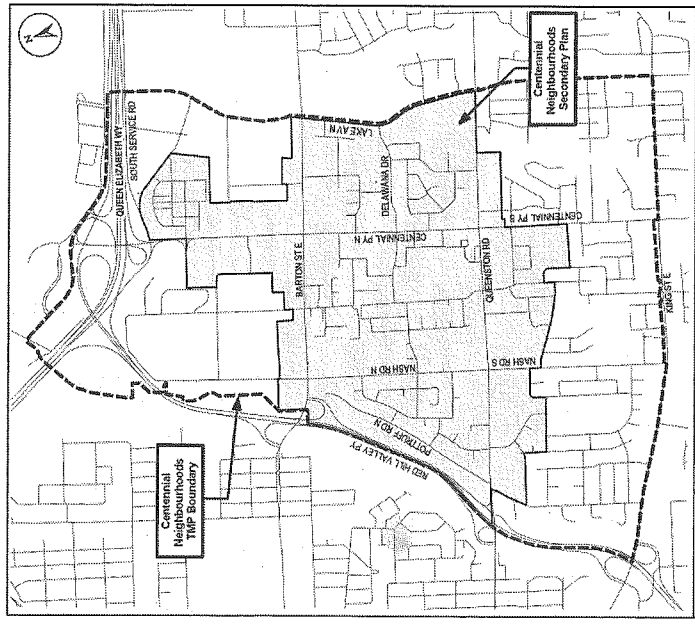 N
QUEEN ELIZABETH WY
SOUTH SERVICE RD
LAKE AV N
DELAWANA DR
Centennial
Neighbourhoods
Secondary Plan
BARTON ST E
CENTENNIAL PY N
QUEENSTON RD
CENTENNIAL PY S
NASH RD N
NASH RD S
KING ST E
POTTRUFF RD N
RED HILL VALLEY PY
Centennial
Neighbourhoods
TMP Boundary